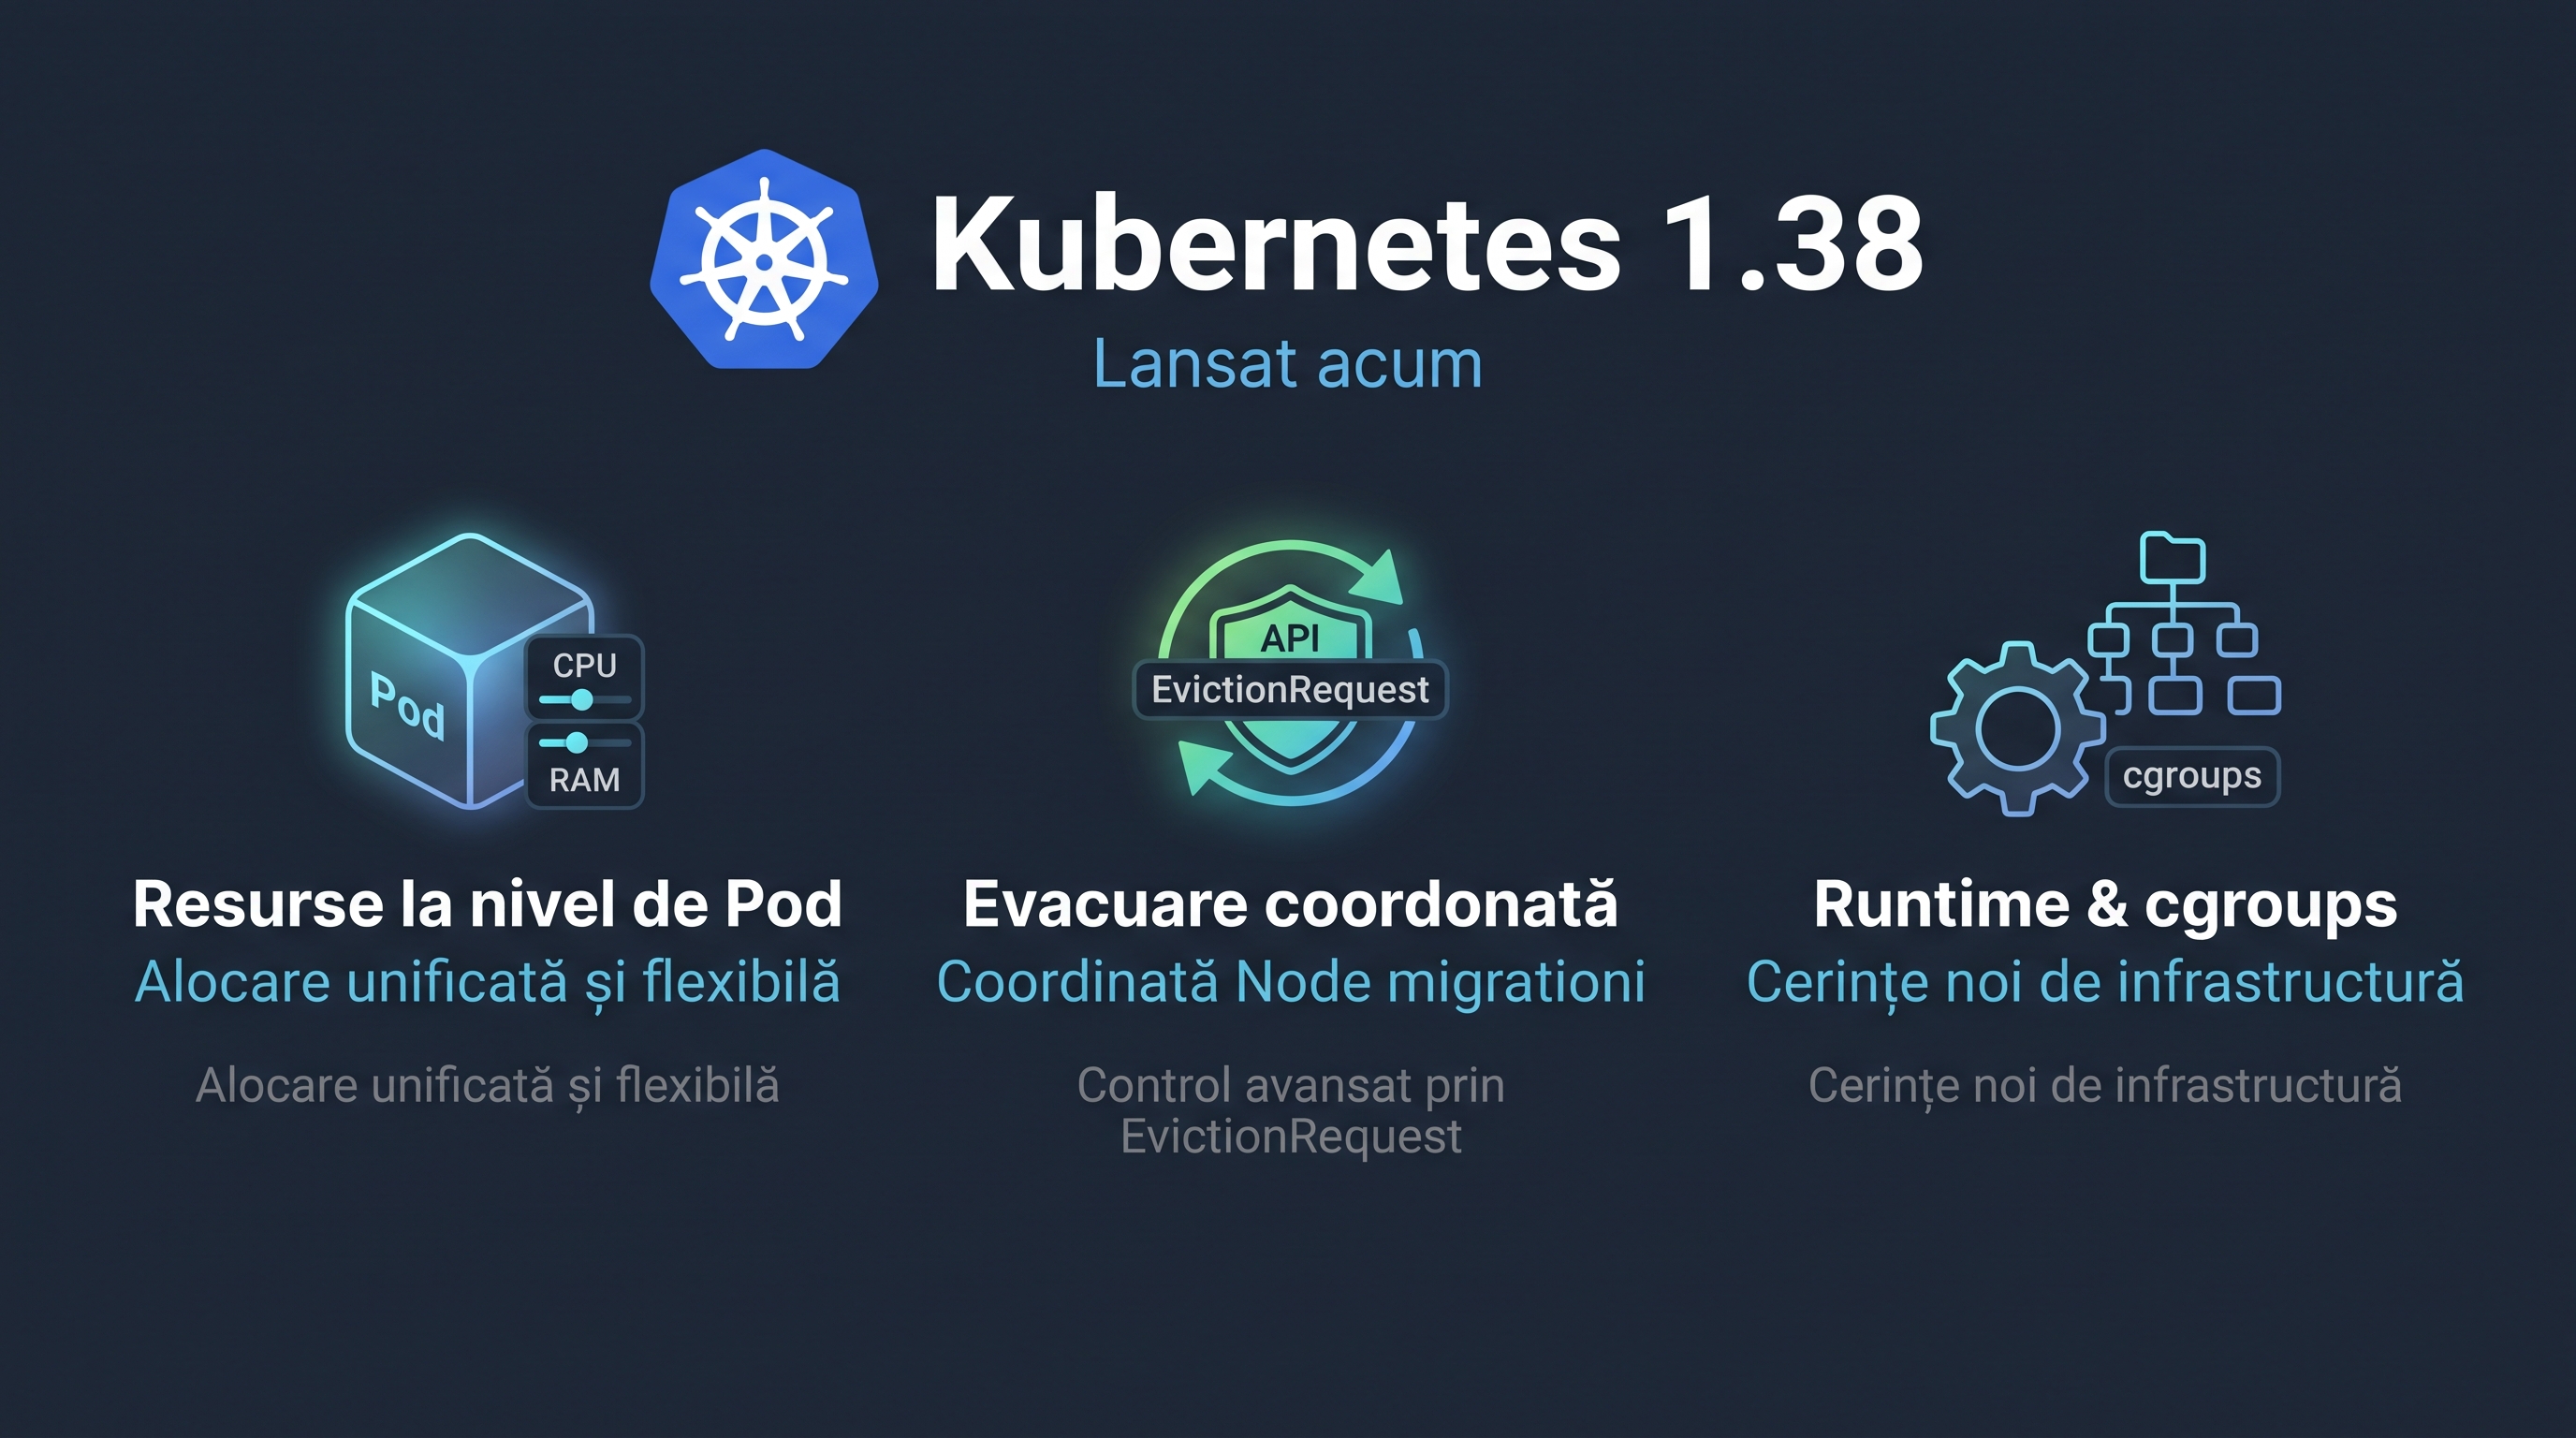 Kubernetes 1.38
Lansat acum
Pod
CPU
RAM
API
EvictionRequest
cgroups
Resurse la nivel de Pod
Alocare unificată și flexibilă
Alocare unificată și flexibilă
Evacuare coordonată
Coordinată Node migrationi
Control avansat prin
EvictionRequest
Runtime & cgroups
Cerințe noi de infrastructură
Cerințe noi de infrastructură